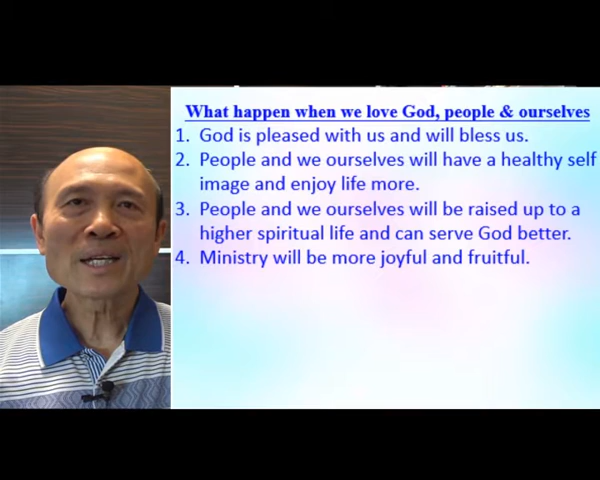 What happen when we love God, people & ourselves
1. God is pleased with us and will bless us.
2. People and we ourselves will have a healthy self
image and enjoy life more.
3. People and we ourselves will be raised up to a
higher spiritual life and can serve God better.
4. Ministry will be more joyful and fruitful.